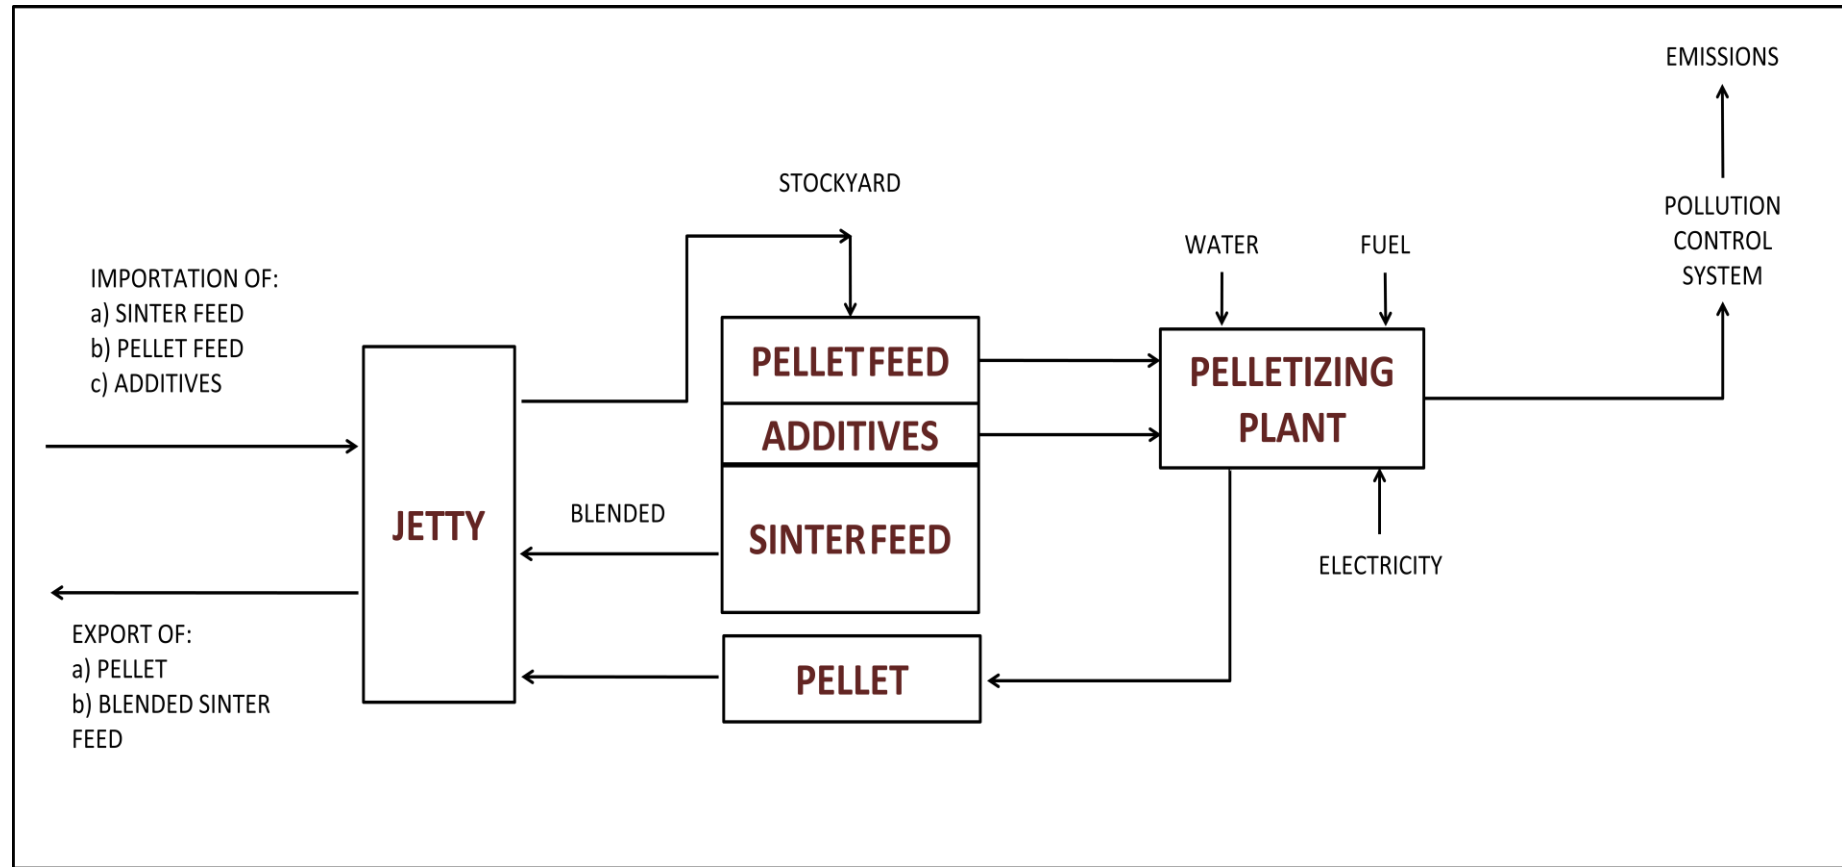 EMISSIONS
STOCKYARD
POLLUTION
CONTROL
SYSTEM
WATER
FUEL
IMPORTATION OF:
a) SINTER FEED
b) PELLET FEED
c) ADDITIVES
PELLET FEED
ADDITIVES
SINTER FEED
PELLETIZING
PLANT
JETTY
BLENDED
ELECTRICITY
EXPORT OF:
a) PELLET
b) BLENDED SINTER
FEED
PELLET